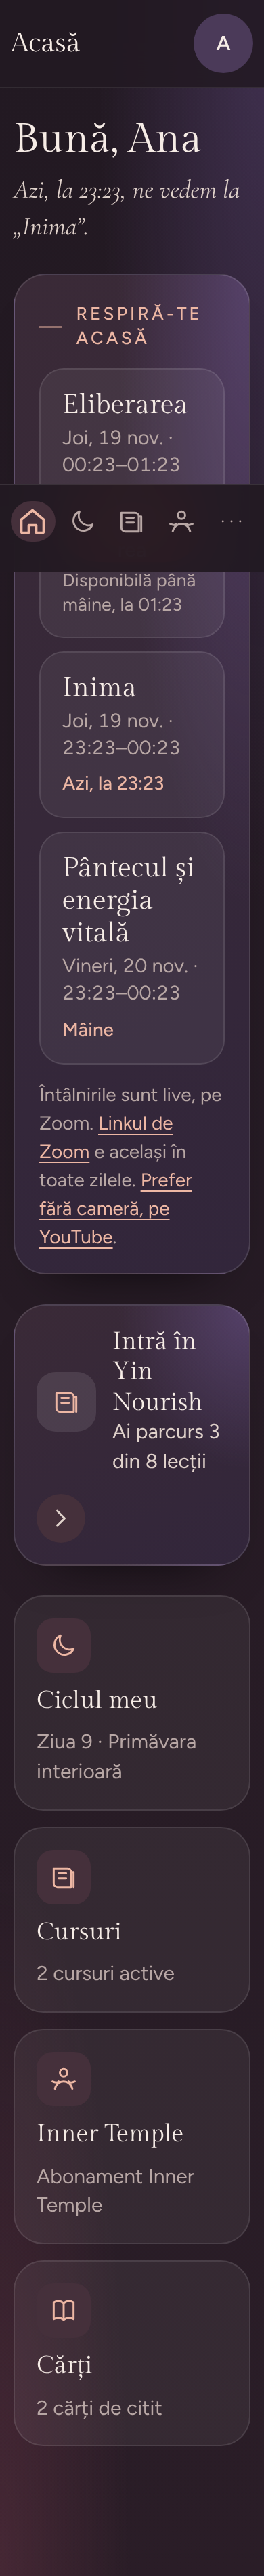 Acasă
A
Bună, Ana
Azi, la 23:23, ne vedem la
„Inima”.
RESPIRĂ-TE
ACASĂ
Eliberarea
Joi, 19 nov. ·
00:23–01:23
...
Disponibilă până
mâine, la 01:23
Inima
Joi, 19 nov. ·
23:23–00:23
Azi, la 23:23
Pântecul și
energia
vitală
Vineri, 20 nov. ·
23:23–01:23
Mâine
Întâlnirile sunt live, pe
Zoom. Linkul de
Zoom e același în
toate zilele. Prefer
fără cameră, pe
YouTube.
Intră în
Yin
Nourish
Ai parcurs 3
din 8 lecții
Ciclul meu
Ziua 9 · Primăvara
interioară
Cursuri
2 cursuri active
Inner Temple
Abonament Inner
Temple
Cărți
2 cărți de citit